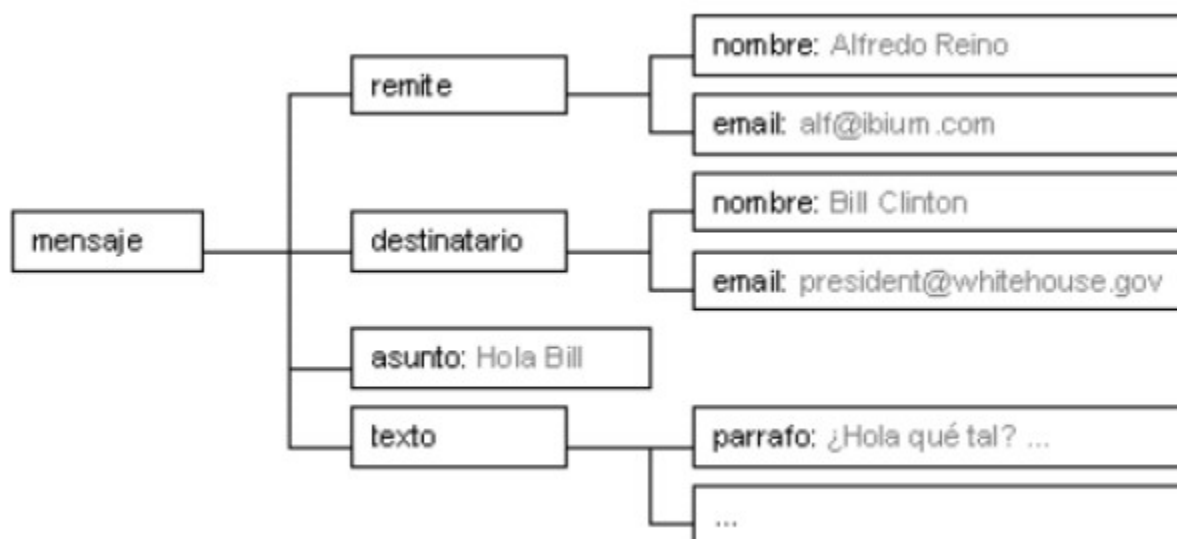 nombre: Alfredo Reino
remite
email: alf@ibium.com
nombre: Bill Clinton
mensaje
destinatario
email: president@whitehouse.gov
asunto: Hola Bill
texto
parrafo: ¿Hola qué tal? ...
...